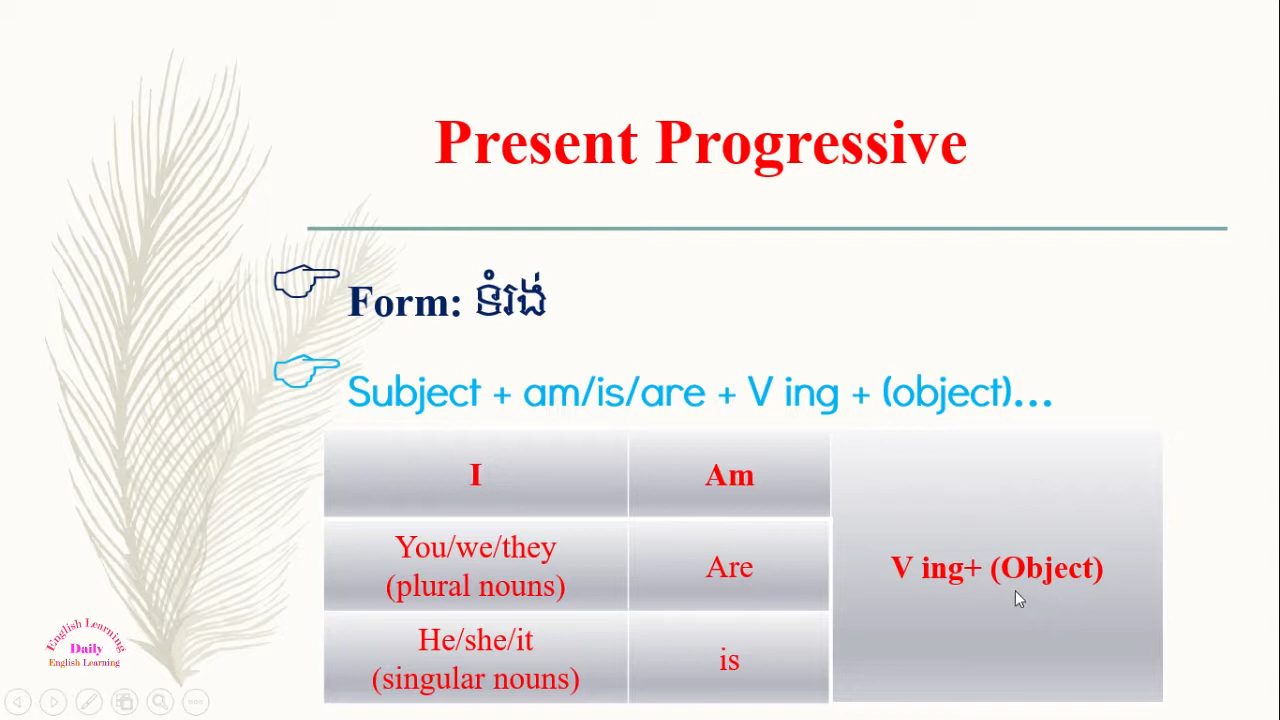 Present Progressive
Form: ទំរង់
Subject + am/is/are + V ing + (object)...
I
Am
You/we/they
(plural nouns)
Are
V ing+ (Object)
He/she/it
(singular nouns)
is
English Learning
Daily
English Learning